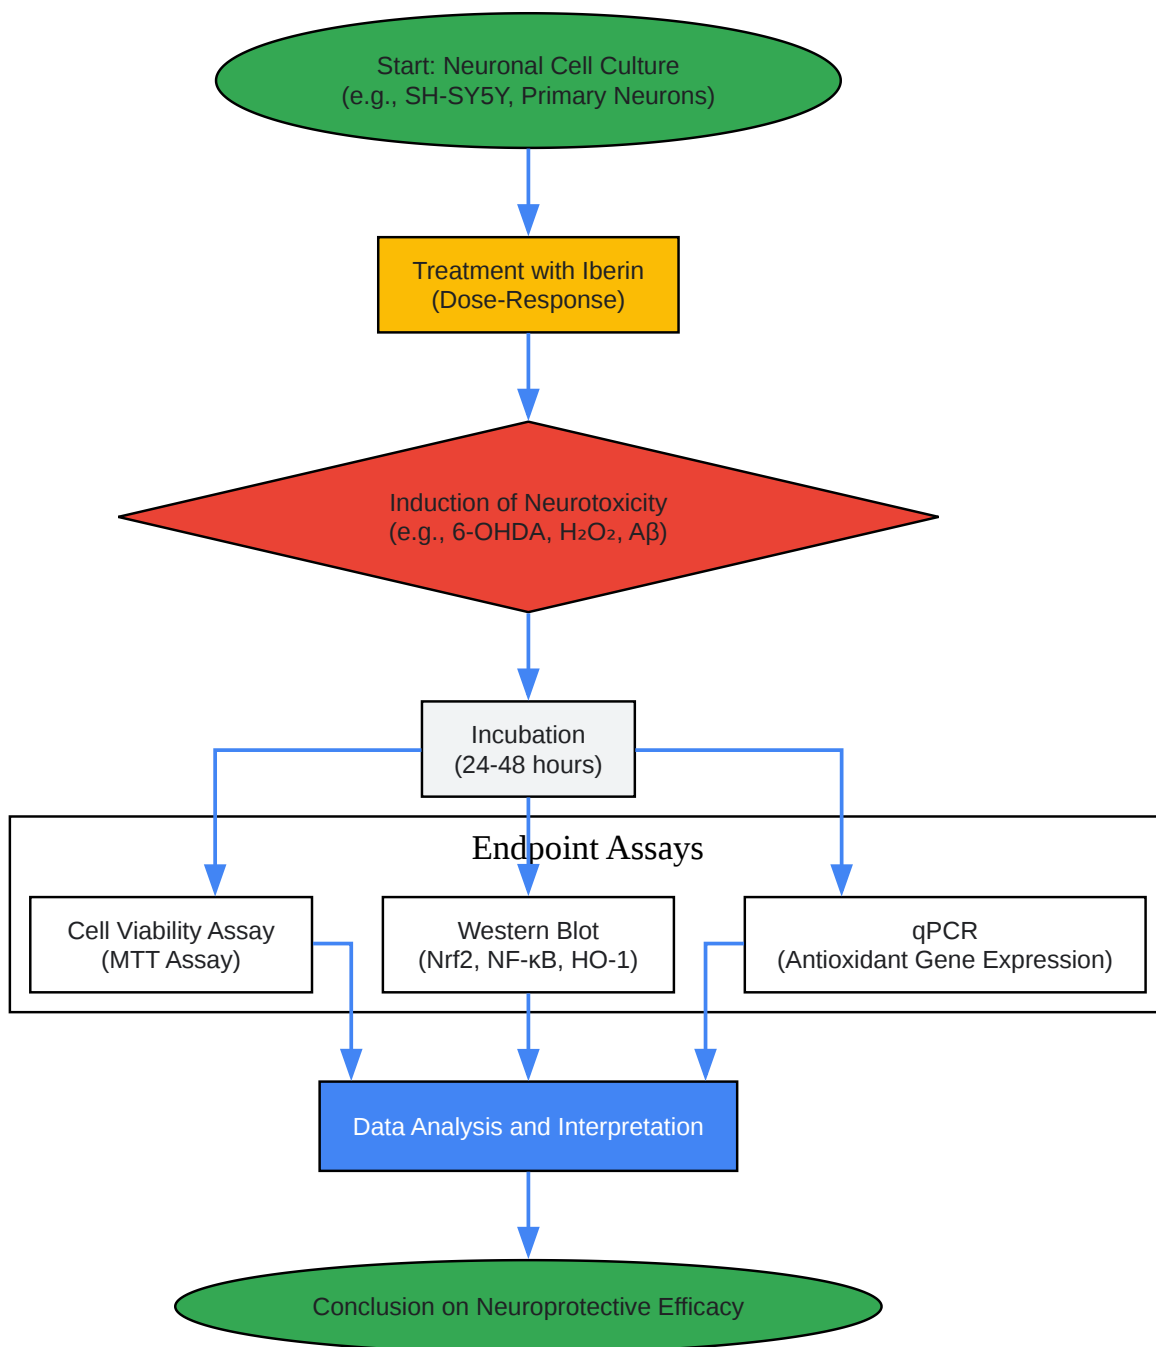 Start: Neuronal Cell Culture
(e.g., SH-SY5Y, Primary Neurons)
Treatment with Iberin
(Dose-Response)
Induction of Neurotoxicity
(e.g., 6-OHDA, H₂O₂, Aβ)
Incubation
(24-48 hours)
Endpoint Assays
Cell Viability Assay
(MTT Assay)
Western Blot
(Nrf2, NF-κB, HO-1)
qPCR
(Antioxidant Gene Expression)
Data Analysis and Interpretation
Conclusion on Neuroprotective Efficacy